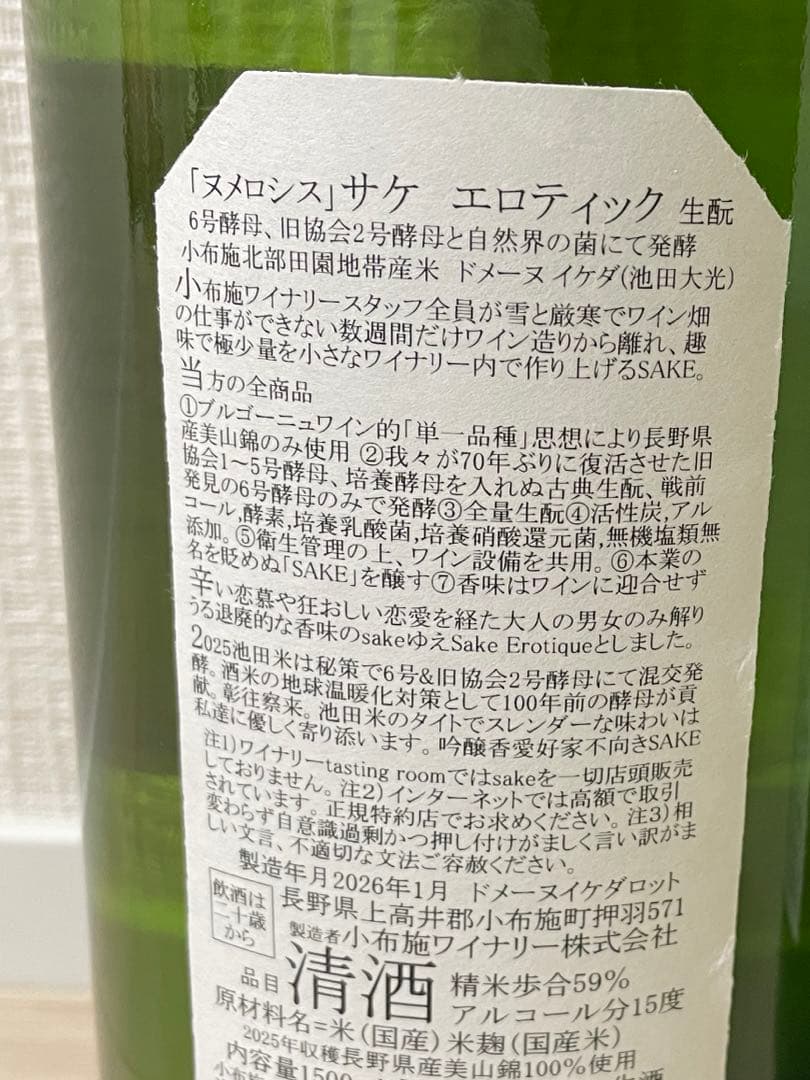 「ヌメロシス」サケ エロティック 生酛
6号酵母、旧協会2号酵母と自然界の菌にて発酵
小布施北部田園地帯産米 ドメーヌ イケダ(池田大光)
小布施ワイナリースタッフ全員が雪と厳寒でワイン畑
の仕事ができない数週間だけワイン造りから離れ、趣
味で極少量を小さなワイナリー内で作り上げるSAKE。
当方の全商品
①ブルゴーニュワイン的「単一品種」思想により長野県
産美山錦のみ使用 ②我々が70年ぶりに復活させた旧
協会1～5号酵母、培養酵母を入れぬ古典生酛、戦前
発見の6号酵母のみで発酵③全量生酛④活性炭,アル
コール,酵素,培養乳酸菌,培養硝酸還元菌,無機塩類無
添加。⑤衛生管理の上、ワイン設備を共用。⑥本業の
名を貶めぬ「SAKE」を醸す⑦香味はワインに迎合せず
辛い恋慕や狂おしい恋愛を経た大人の男女のみ解り
うる退廃的な香味のsakeゆえSake Erotiqueとしました。
2025池田米は秘策で6号&旧協会2号酵母にて混交発
酵。酒米の地球温暖化対策として100年前の酵母が貢
献。彰往察来。池田米のタイトでスレンダーな味わいは
私達に優しく寄り添います。吟醸香愛好家不向きSAKE
注1)ワイナリーtasting roomではsakeを一切店頭販売
しておりません。注2)インターネットでは高額で取引
されています。正規特約店でお求めください。注3)相
変わらず自意識過剰かつ押し付けがましく言い訳がま
しい文言、不適切な文法ご容赦ください。
製造年月2026年1月 ドメーヌイケダロット
飲酒は
二十歳
から
長野県上高井郡小布施町押羽571
製造者小布施ワイナリー株式会社
品目 清酒 精米歩合59%
アルコール分15度
原材料名=米(国産)米麹(国産米)
2025年収穫長野県産美山錦100%使用
内容量1500